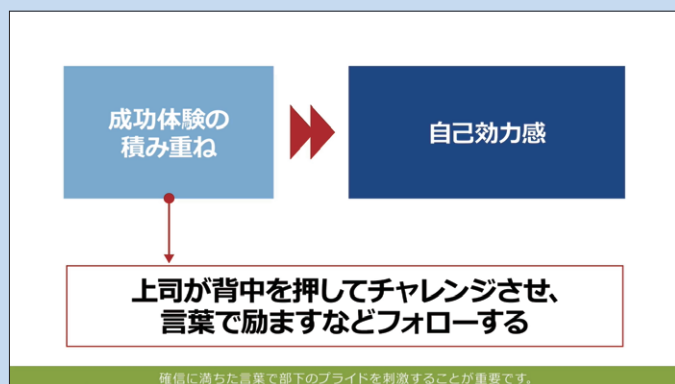 成功体験の
積み重ね
自己効力感
上司が背中を押してチャレンジさせ、
言葉で励ますなどフォローする
確信に満ちた言葉で部下のプライドを刺激することが重要です。